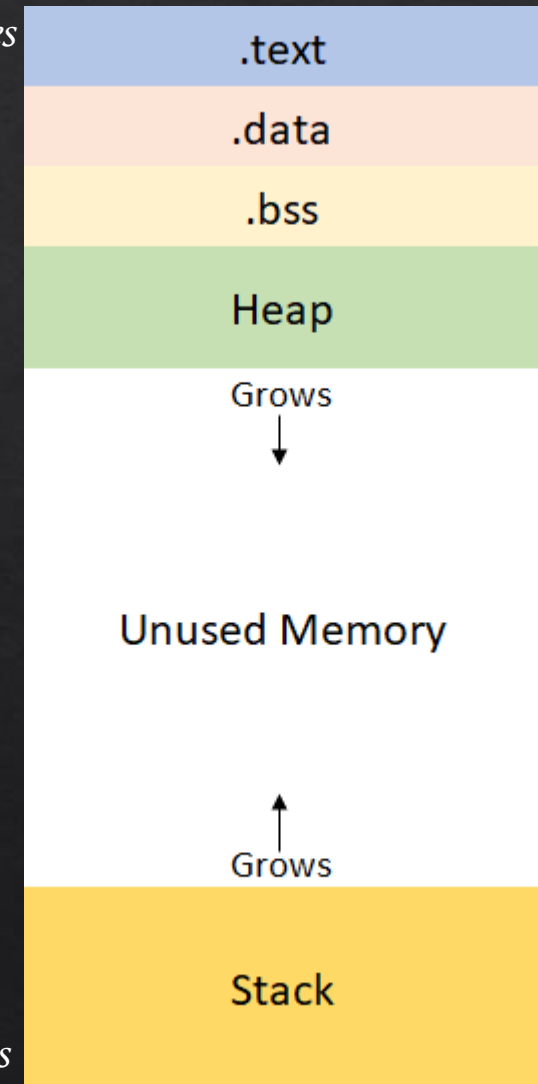 .text
.data
.bss
Heap
Grows
Unused Memory
Grows
Stack